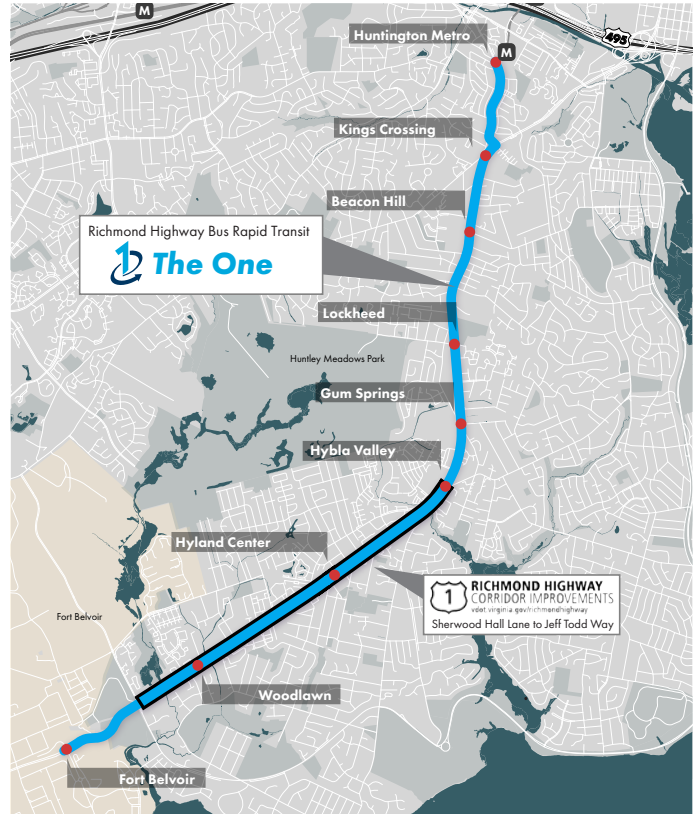 M
Huntington Metro
M
495
Kings Crossing
Beacon Hill
Richmond Highway Bus Rapid Transit
1 The One
Lockheed
Huntley Meadows Park
Gum Springs
Hybla Valley
Hyland Center
1
RICHMOND HIGHWAY
CORRIDOR IMPROVEMENTS
vdot.virginia.gov/richmondhighway
Sherwood Hall Lane to Jeff Todd Way
Fort Belvoir
Woodlawn
Fort Belvoir